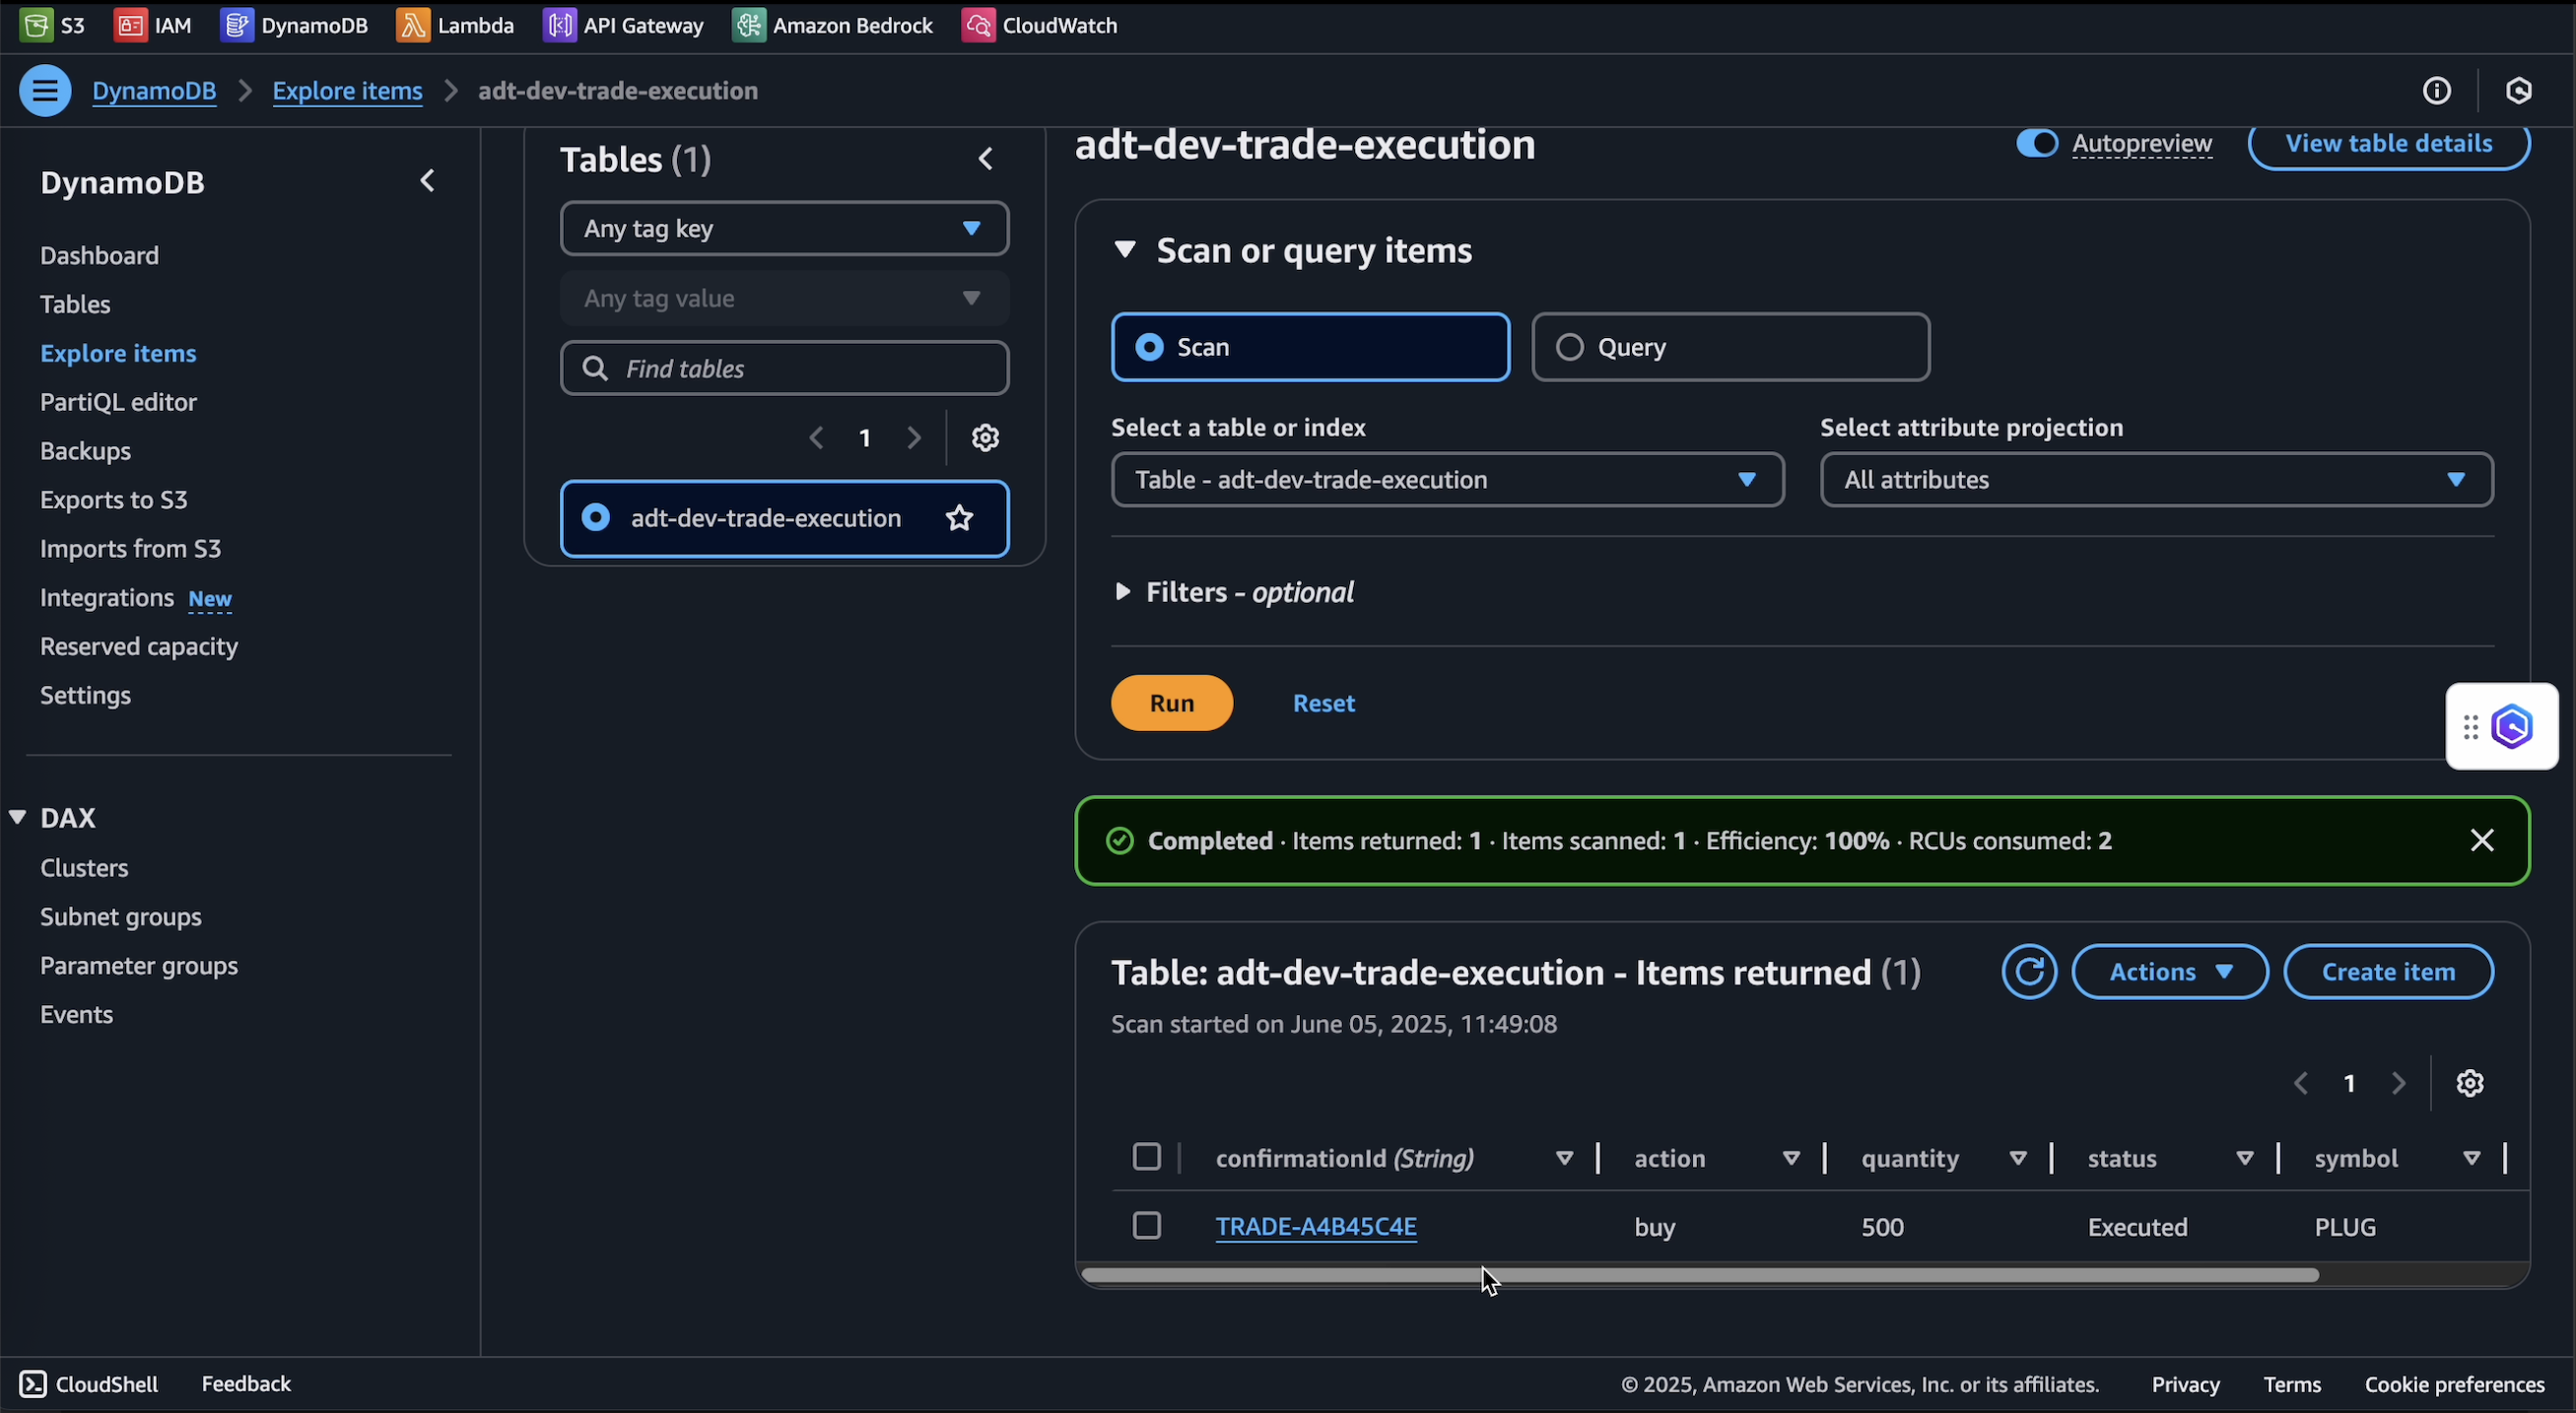 S3 IAM DynamoDB Lambda API Gateway Amazon Bedrock CloudWatch
DynamoDB Explore items adt-dev-trade-execution
DynamoDB
Dashboard
Tables
Explore items
PartiQL editor
Backups
Exports to S3
Imports from S3
Integrations New
Reserved capacity
Settings
DAX
Clusters
Subnet groups
Parameter groups
Events
Tables (1)
Any tag key
Any tag value
Find tables
1
adt-dev-trade-execution
adt-dev-trade-execution
Autopreview View table details
Scan or query items
Scan Query
Select a table or index Select attribute projection
Table - adt-dev-trade-execution All attributes
Filters - optional
Run Reset
Completed · Items returned: 1 · Items scanned: 1 · Efficiency: 100% · RCUs consumed: 2
Table: adt-dev-trade-execution - Items returned (1)
Actions Create item
Scan started on June 05, 2025, 11:49:08
1
confirmationId (String) action quantity status symbol
TRADE-A4B45C4E buy 500 Executed PLUG
CloudShell Feedback © 2025, Amazon Web Services, Inc. or its affiliates. Privacy Terms Cookie preferences